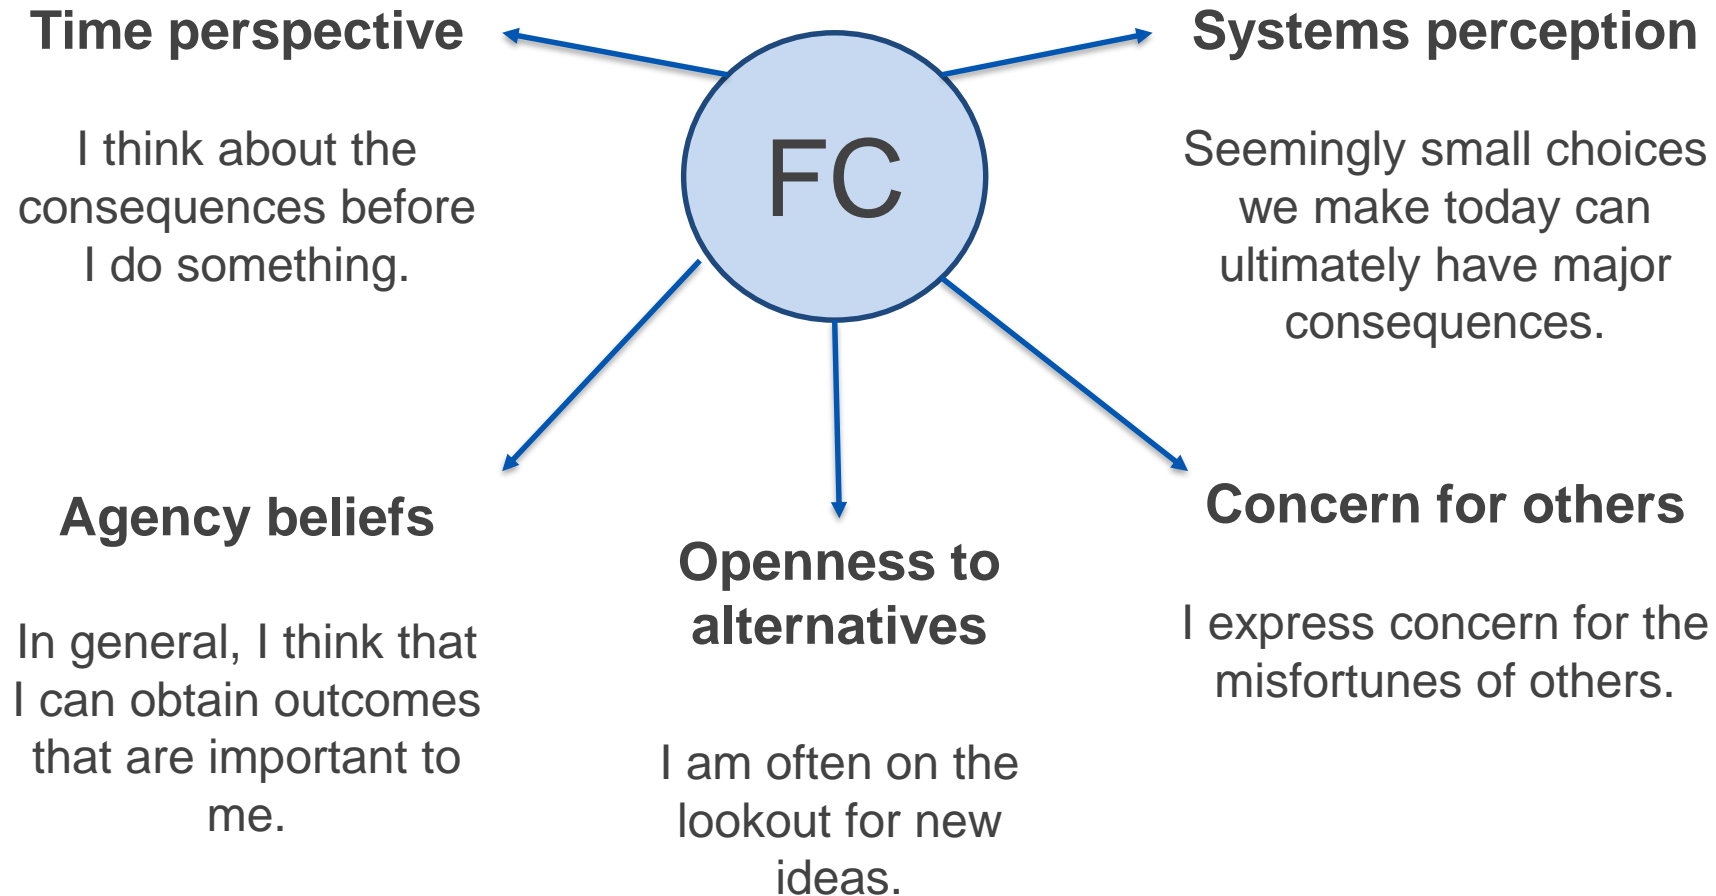 Time perspective
I think about the
consequences before
I do something.
FC
Systems perception
Seemingly small choices
we make today can
ultimately have major
consequences.
Agency beliefs
In general, I think that
I can obtain outcomes
that are important to
me.
Openness to
alternatives
I am often on the
lookout for new
ideas.
Concern for others
I express concern for the
misfortunes of others.